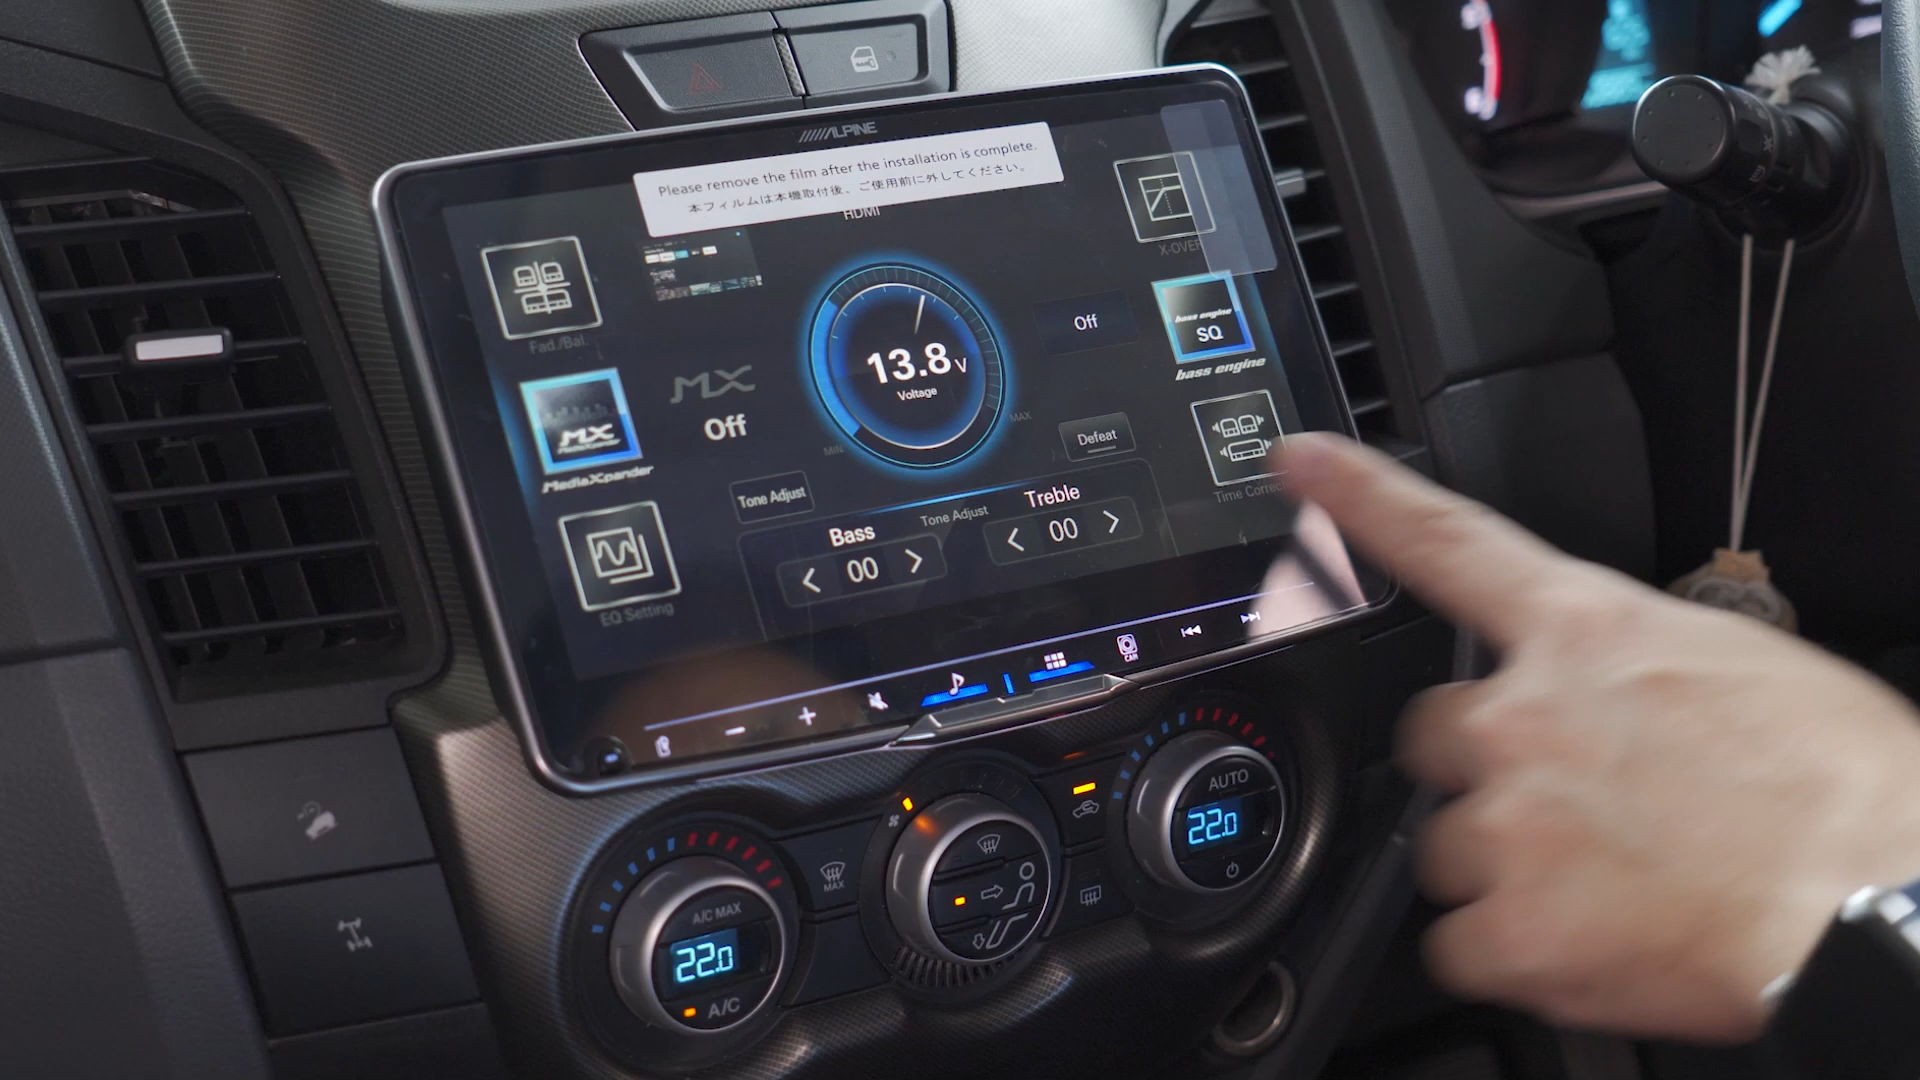 ALPINE
Please remove the film after the installation is complete.
本フィルムは本機取付後、ご使用前に外してください。
HDMI
X-OVER
Fad./Bal.
Off
bass engine
SQ
bass engine
MX
MX
Off
13.8 V
Voltage
MIN
MAX
MediaXpander
Defeat
Tone Adjust
Tone Adjust
Time Correc
Bass
00
Treble
00
EQ Setting
CAM
AUTO
22.0
MAX
A/C MAX
22.0
A/C